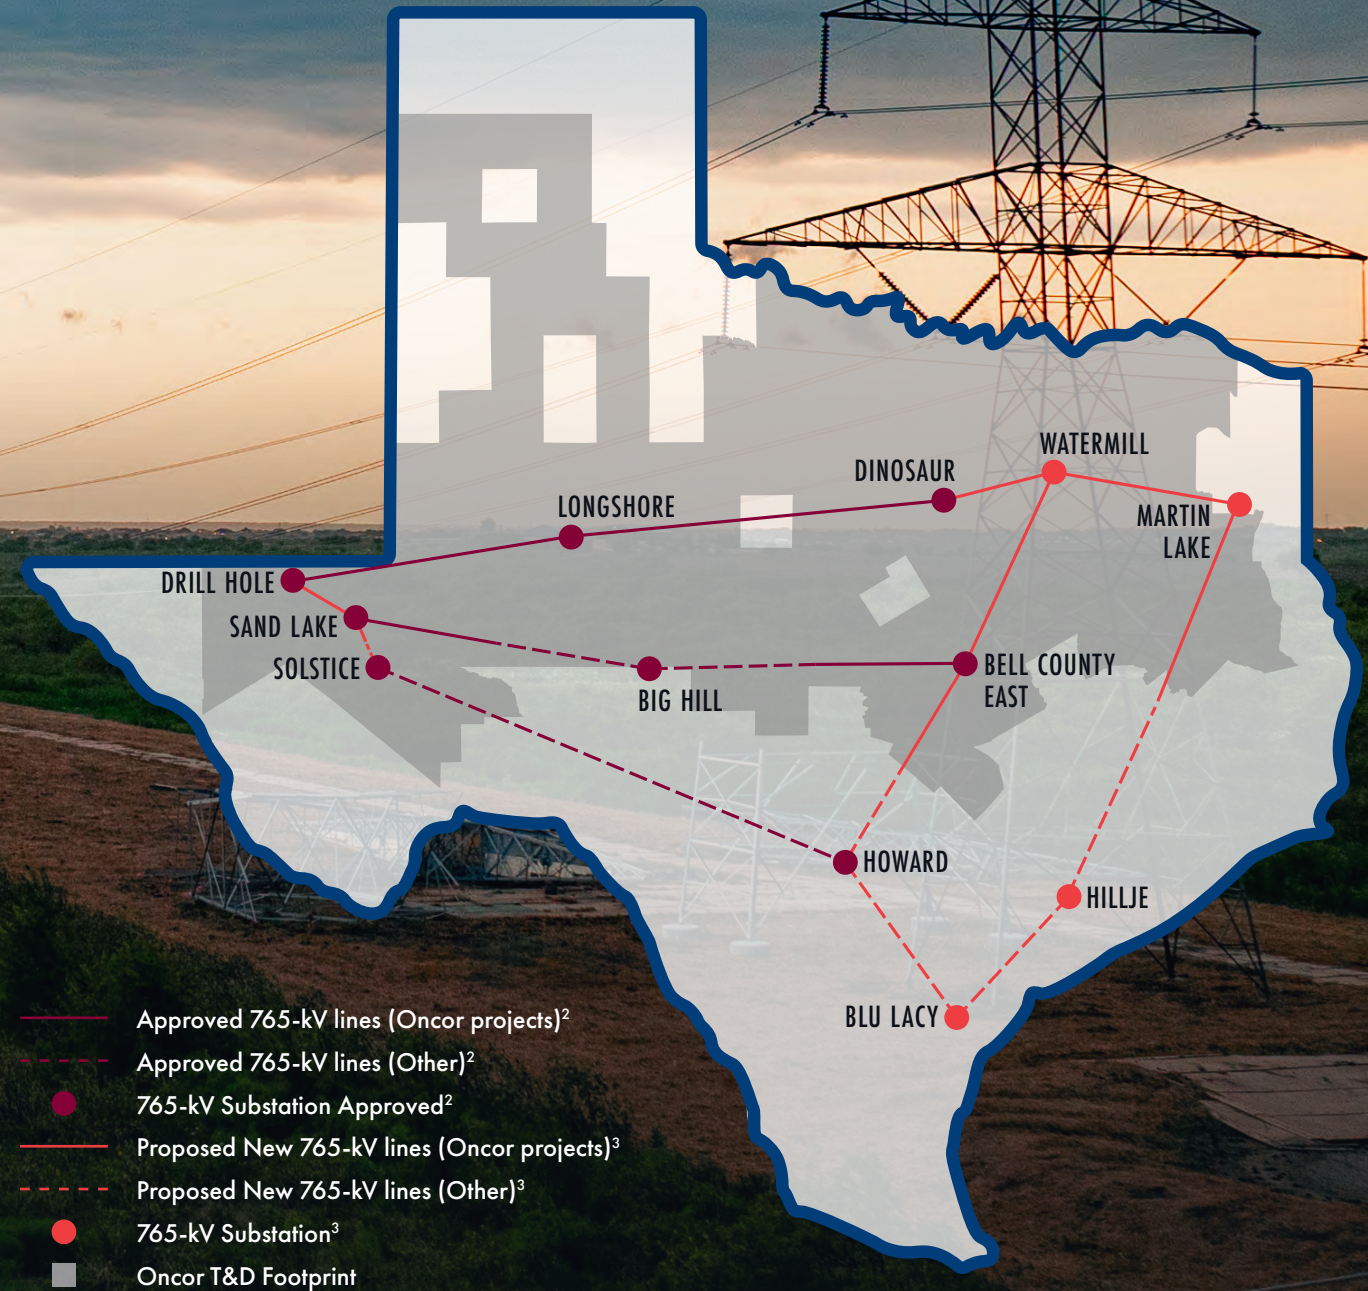 WATERMILL
DINOSAUR
LONGSHORE
MARTIN
LAKE
DRILL HOLE
SAND LAKE
SOLSTICE
BELL COUNTY
EAST
BIG HILL
HOWARD
HILLJE
BLU LACY
Approved 765-kV lines (Oncor projects)²
Approved 765-kV lines (Other)²
765-kV Substation Approved²
Proposed New 765-kV lines (Oncor projects)³
Proposed New 765-kV lines (Other)³
765-kV Substation³
Oncor T&D Footprint